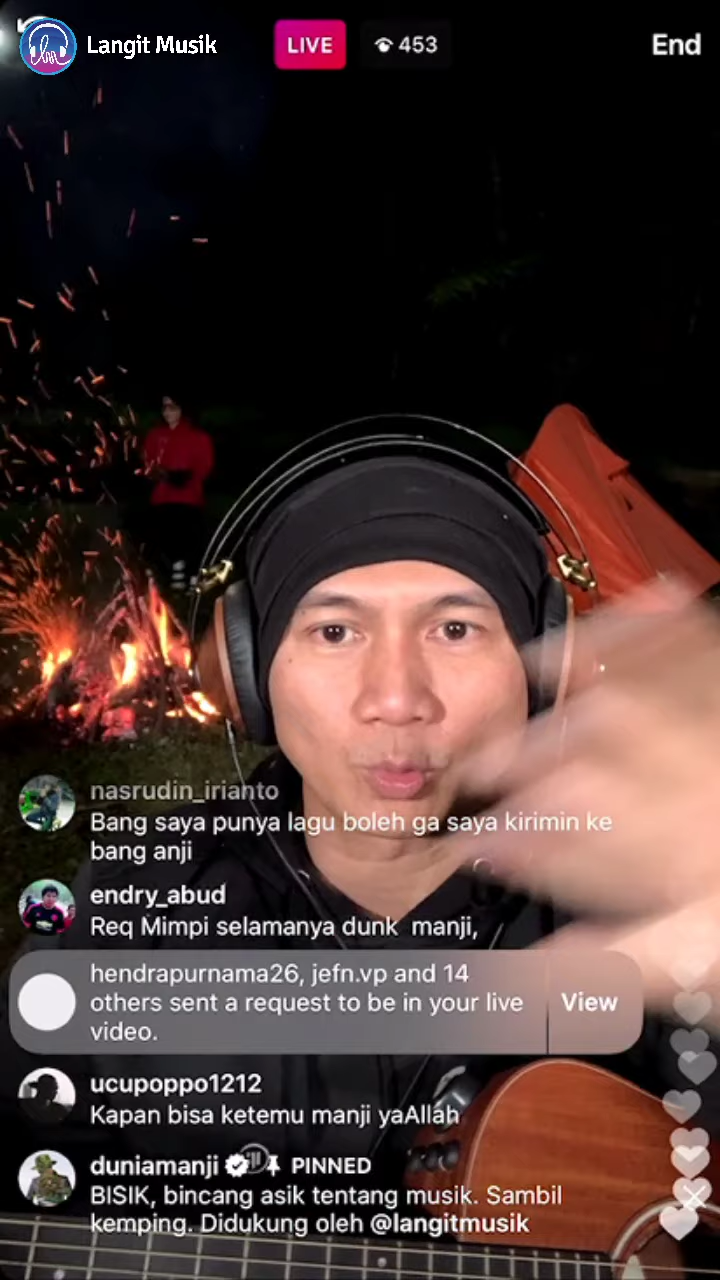 Langit Musik
LIVE
453
End
nasrudin_irianto
Bang saya punya lagu boleh ga saya kirimin ke
bang anji
endry_abud
Req Mimpi selamanya dunk manji,
hendrapurnama26, jefn.vp and 14
others sent a request to be in your live
video.
View
ucupoppo1212
Kapan bisa ketemu manji yaAllah
duniamanji PINNED
BISIK, bincang asik tentang musik. Sambil
kemping. Didukung oleh @langitmusik